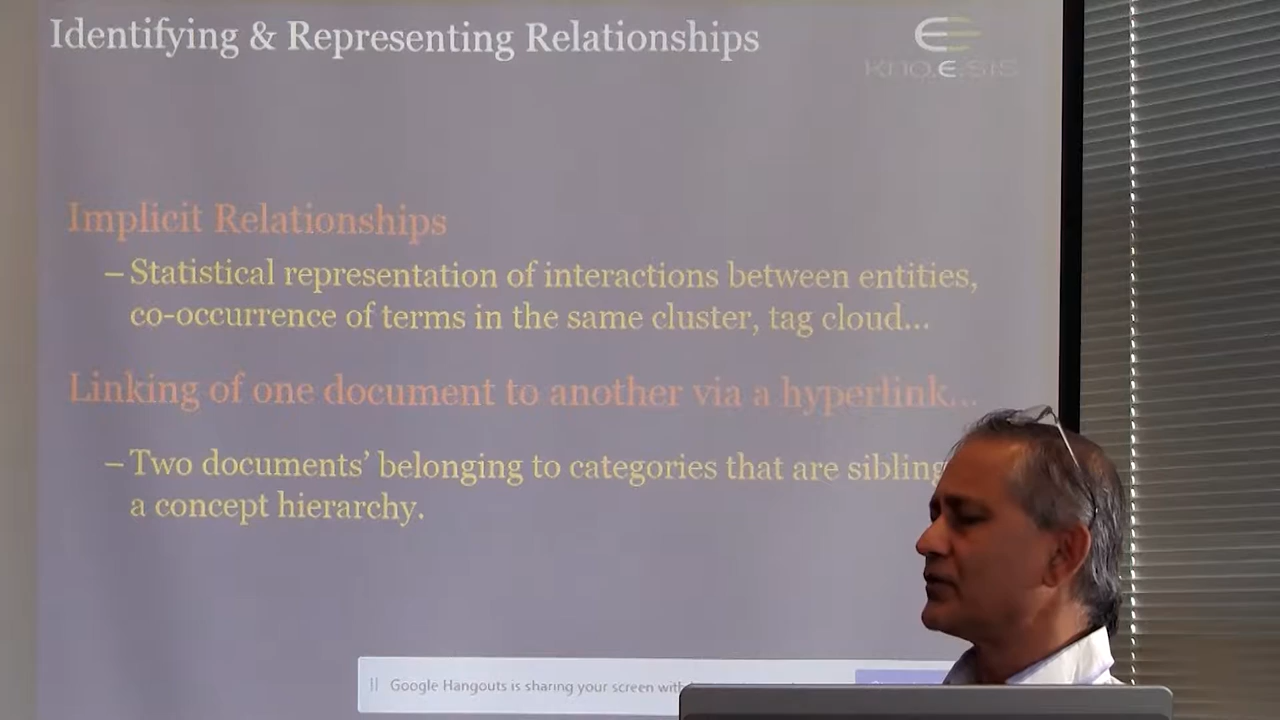 Identifying & Representing Relationships
KNO.E.SIS
Implicit Relationships
– Statistical representation of interactions between entities,
co-occurrence of terms in the same cluster, tag cloud...
Linking of one document to another via a hyperlink...
– Two documents’ belonging to categories that are sibling
a concept hierarchy.
Google Hangouts is sharing your screen with